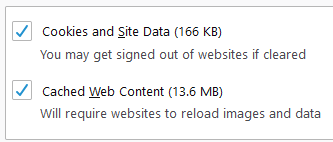 Cookies and Site Data (166 KB)
You may get signed out of websites if cleared
Cached Web Content (13.6 MB)
Will require websites to reload images and data